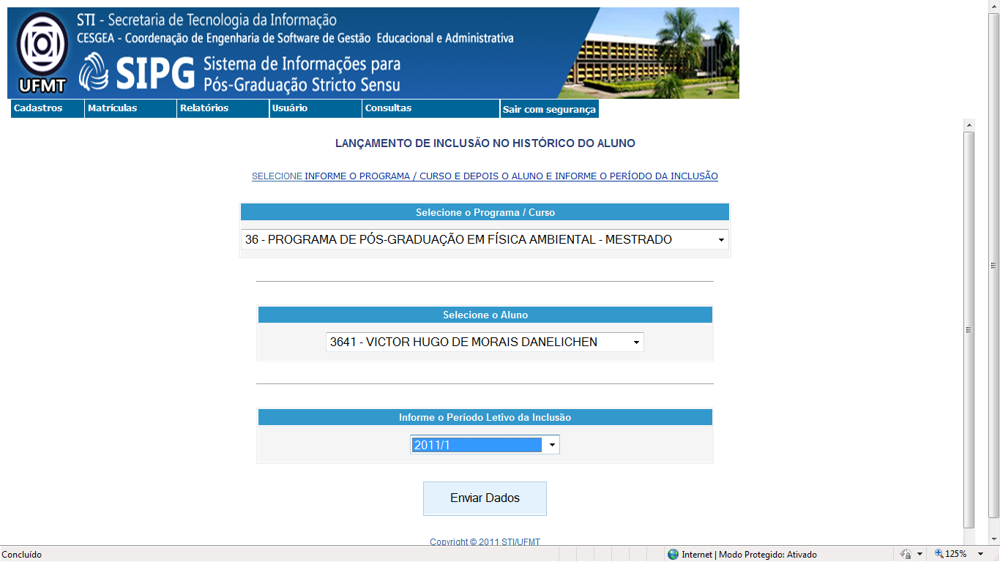 STI - Secretaria de Tecnologia da Informação
CESGEA - Coordenação de Engenharia de Software de Gestão Educacional e Administrativa
UFMT
SIPG
Sistema de Informações para
Pós-Graduação Stricto Sensu
Cadastros Matrículas Relatórios Usuário Consultas Sair com segurança
LANÇAMENTO DE INCLUSÃO NO HISTÓRICO DO ALUNO
SELECIONE INFORME O PROGRAMA / CURSO E DEPOIS O ALUNO E INFORME O PERÍODO DA INCLUSÃO
Selecione o Programa / Curso
36 - PROGRAMA DE PÓS-GRADUAÇÃO EM FÍSICA AMBIENTAL - MESTRADO
Selecione o Aluno
3641 - VICTOR HUGO DE MORAIS DANELICHEN
Informe o Período Letivo da Inclusão
2011/1
Enviar Dados
Copyright © 2011 STI/UFMT
Concluído Internet | Modo Protegido: Ativado 125%